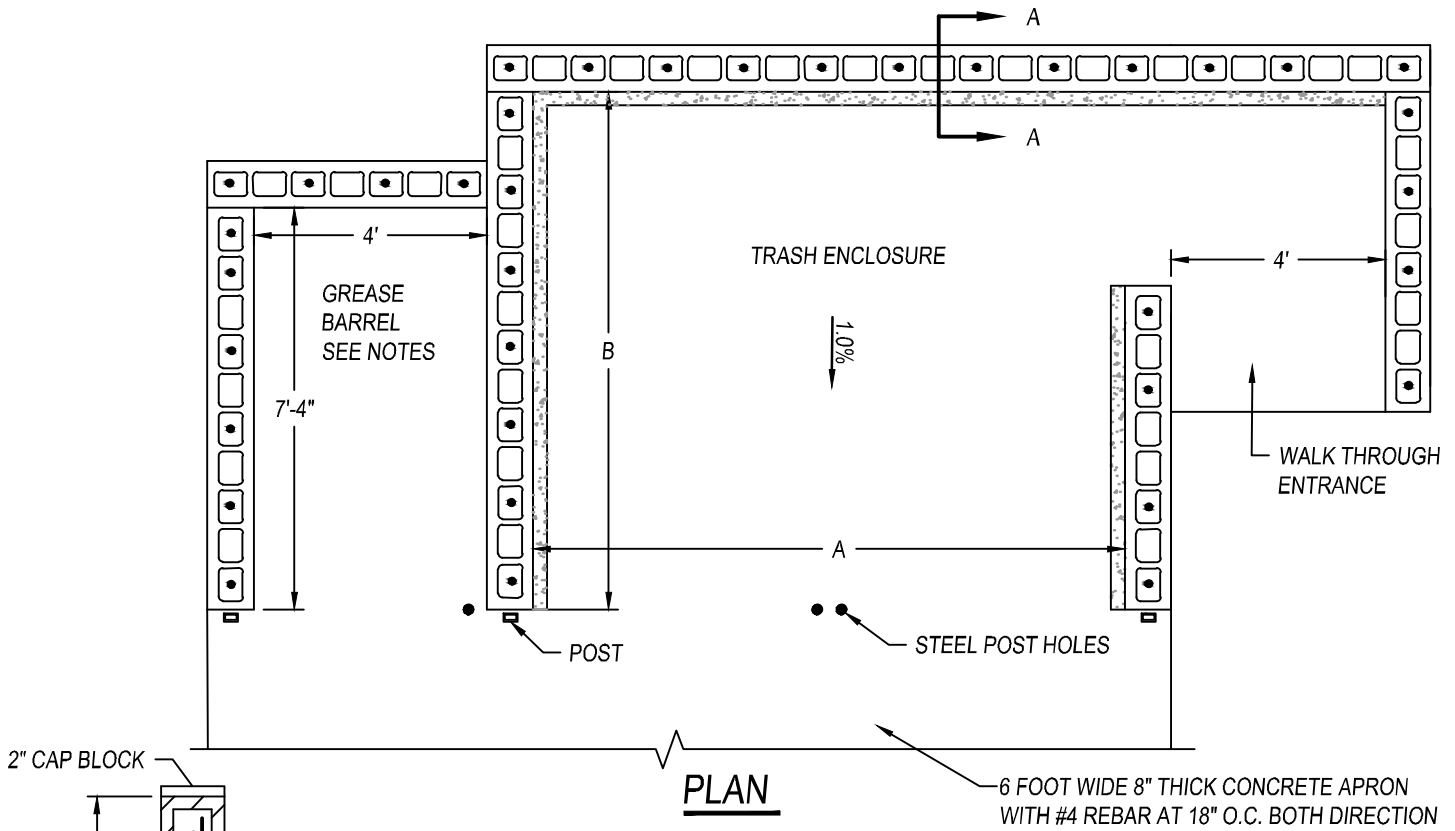 A
A
4'
TRASH ENCLOSURE
4'
GREASE
BARREL
SEE NOTES
1.0%
B
7'-4"
WALK THROUGH
ENTRANCE
A
STEEL POST HOLES
POST
2" CAP BLOCK
PLAN
6 FOOT WIDE 8" THICK CONCRETE APRON
WITH #4 REBAR AT 18" O.C. BOTH DIRECTION